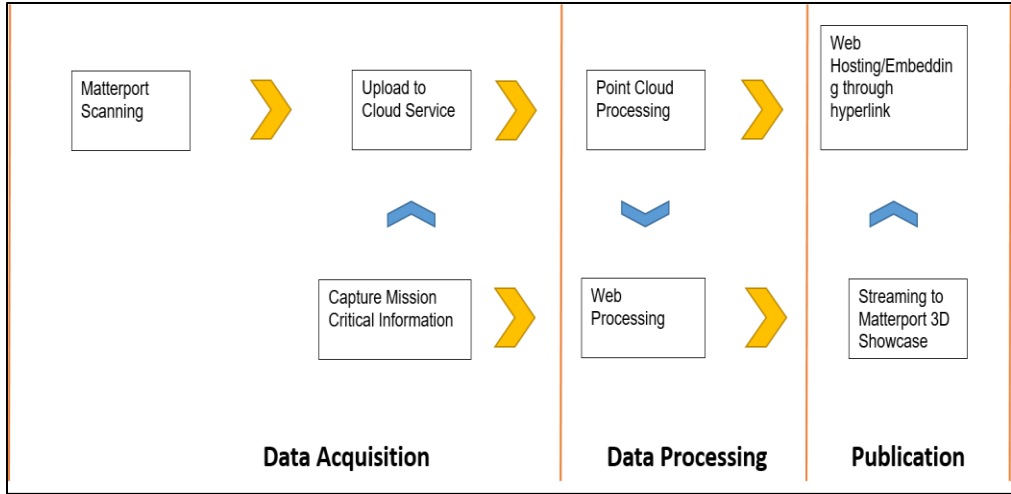 Matterport
Scanning
Upload to
Cloud Service
Point Cloud
Processing
Web
Hosting/Embeddin
g through
hyperlink
Capture Mission
Critical Information
Web
Processing
Streaming to
Matterport 3D
Showcase
Data Acquisition
Data Processing
Publication